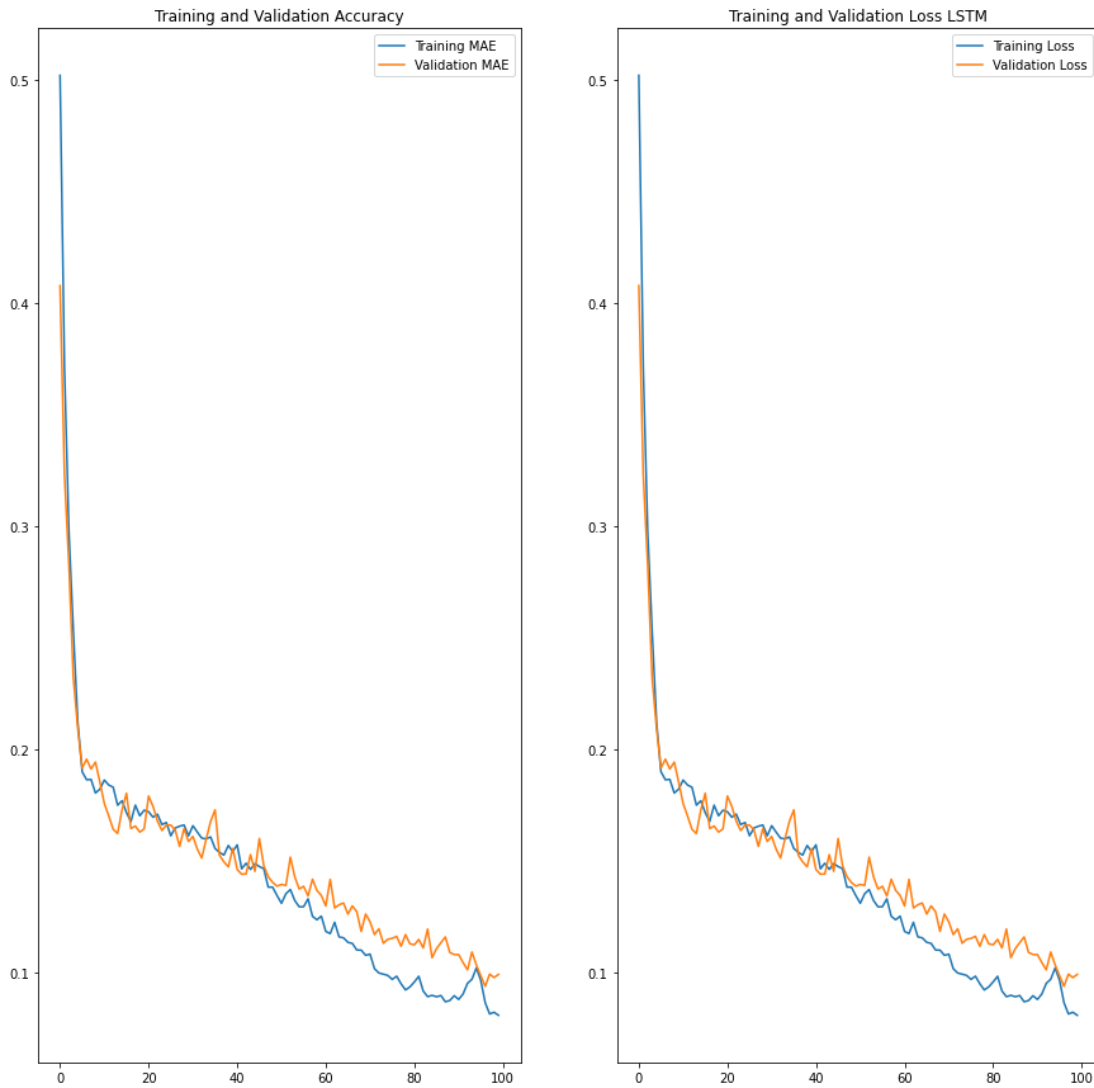 Training and Validation Accuracy
Training MAE
Validation MAE
0.5
0.4
0.3
0.2
0.1
0 20 40 60 80 100
Training and Validation Loss LSTM
Training Loss
Validation Loss
0.5
0.4
0.3
0.2
0.1
0 20 40 60 80 100